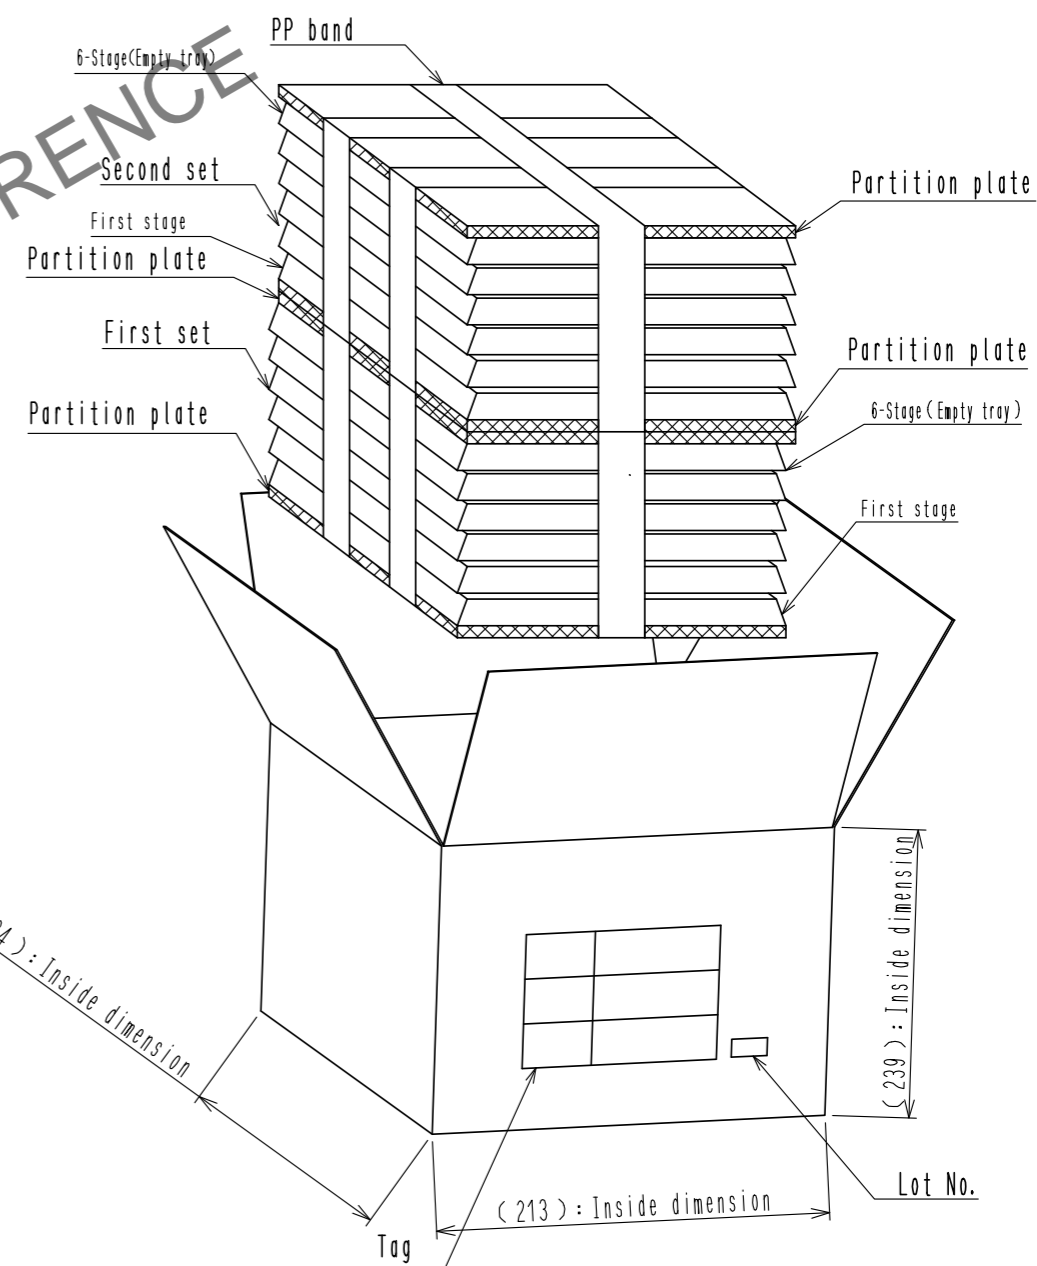 PP band
6-Stage(Empty tray)
RENCE
Second set
Partition plate
First stage
Partition plate
First set
Partition plate
Partition plate
6-Stage(Empty tray)
First stage
4):Inside dimension
(239):Inside dimension
(213):Inside dimension
Lot No.
Tag